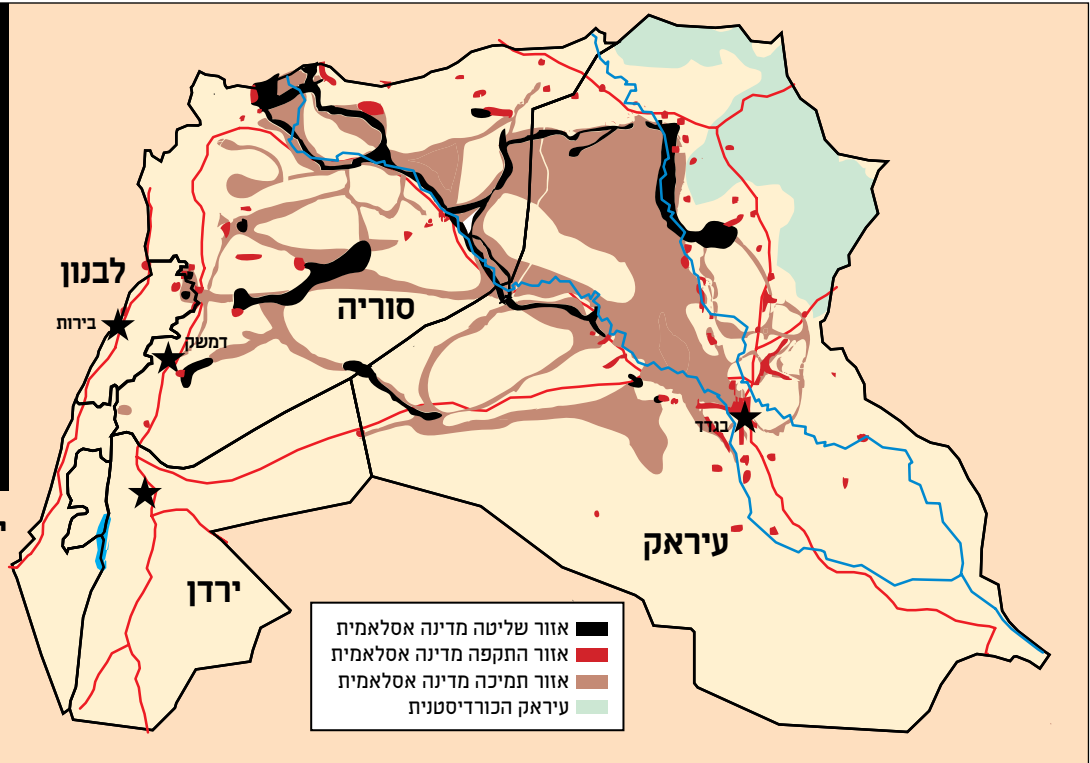 לבנון
בירות
דמשק
סוריה
בגדד
עיראק
ירדן
אזור שליטה מדינה אסלאמית
אזור התקפה מדינה אסלאמית
אזור תמיכה מדינה אסלאמית
עיראק הכורדיסטנית